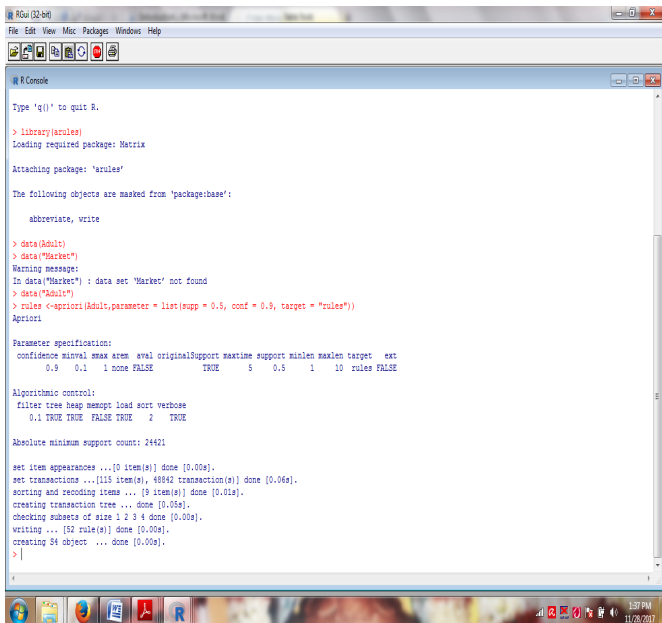 RGui (32-bit)
File Edit View Misc Packages Windows Help
STOP
R Console
Type 'q()' to quit R.
> library(arules)
Loading required package: Matrix
Attaching package: ‘arules’
The following objects are masked from ‘package:base’:
abbreviate, write
> data(Adult)
> data("Market")
Warning message:
In data("Market") : data set ‘Market’ not found
> data("Adult")
> rules <-apriori(Adult,parameter = list(supp = 0.5, conf = 0.9, target = "rules"))
Apriori
Parameter specification:
confidence minval smax arem aval originalSupport maxtime support minlen maxlen target ext
0.9 0.1 1 none FALSE TRUE 5 0.5 1 10 rules FALSE
Algorithmic control:
filter tree heap memopt load sort verbose
0.1 TRUE TRUE FALSE TRUE 2 TRUE
Absolute minimum support count: 24421
set item appearances ...[0 item(s)] done [0.00s].
set transactions ...[115 item(s), 48842 transaction(s)] done [0.06s].
sorting and recoding items ... [9 item(s)] done [0.01s].
creating transaction tree ... done [0.05s].
checking subsets of size 1 2 3 4 done [0.00s].
writing ... [52 rule(s)] done [0.00s].
creating S4 object ... done [0.00s].
>
1:37 PM
11/28/2017